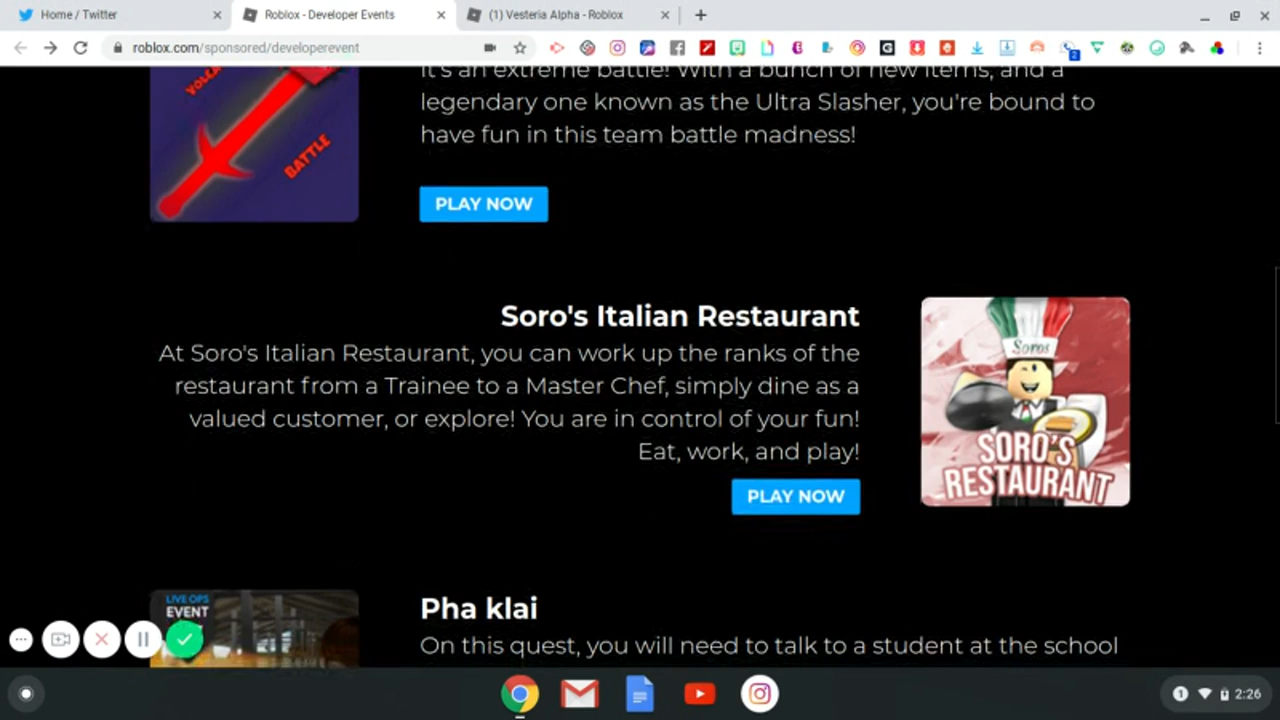 Home / Twitter
Roblox - Developer Events
(1) Vesteria Alpha - Roblox
roblox.com/sponsored/developerevent
2
It's an extreme battle! With a bunch of new items, and a
legendary one known as the Ultra Slasher, you're bound to
have fun in this team battle madness!
BATTLE
PLAY NOW
Soro's Italian Restaurant
At Soro's Italian Restaurant, you can work up the ranks of the
restaurant from a Trainee to a Master Chef, simply dine as a
valued customer, or explore! You are in control of your fun!
Eat, work, and play!
PLAY NOW
Soros
SORO'S
RESTAURANT
LIVE OPS
EVENT
Pha klai
On this quest, you will need to talk to a student at the school
1
2:26